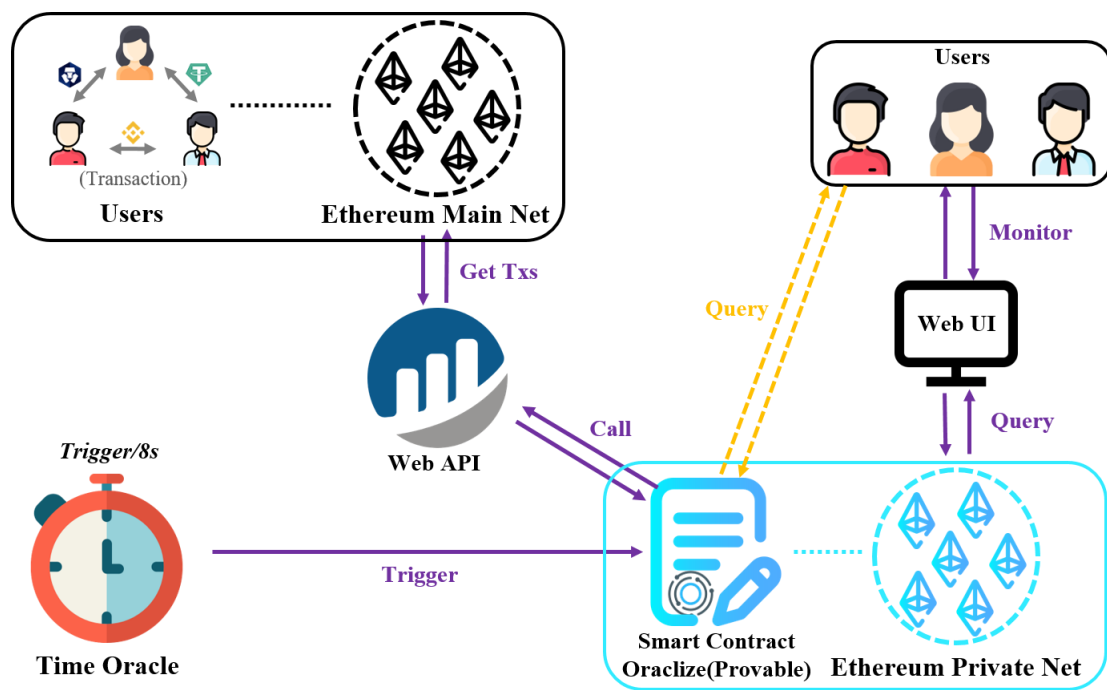 (Transaction)
Users
Ethereum Main Net
Users
Get Txs
Monitor
Query
Web UI
Call
Query
Web API
Trigger/8s
Trigger
Time Oracle
Smart Contract
Oraclize(Provable)
Ethereum Private Net